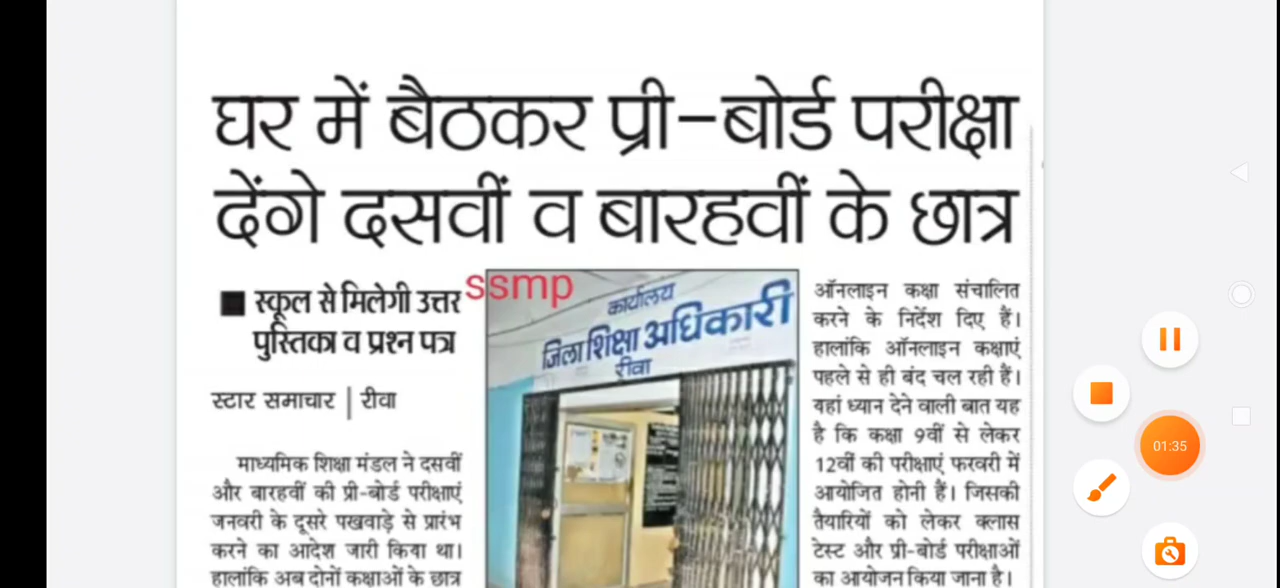 घर में बैठकर प्री-बोर्ड परीक्षा
देंगे दसवीं व बारहवीं के छात्र
■ स्कूल से मिलेगी उत्तर
पुस्तिका व प्रश्न पत्र
स्टार समाचार | रीवा
माध्यमिक शिक्षा मंडल ने दसवीं
और बारहवीं की प्री-बोर्ड परीक्षाएं
जनवरी के दूसरे पखवाड़े से प्रारंभ
करने का आदेश जारी किया था।
हालांकि अब दोनों कक्षाओं के छात्र
ssmp
कार्यालय
जिला शिक्षा अधिकारी
रीवा
ऑनलाइन कक्षा संचालित
करने के निर्देश दिए हैं।
हालांकि ऑनलाइन कक्षाएं
पहले से ही बंद चल रही हैं।
यहां ध्यान देने वाली बात यह
है कि कक्षा 9वीं से लेकर
12वीं की परीक्षाएं फरवरी में
आयोजित होनी हैं। जिसकी
तैयारियों को लेकर क्लास
टेस्ट और प्री-बोर्ड परीक्षाओं
का आयोजन किया जाना है।
01:35